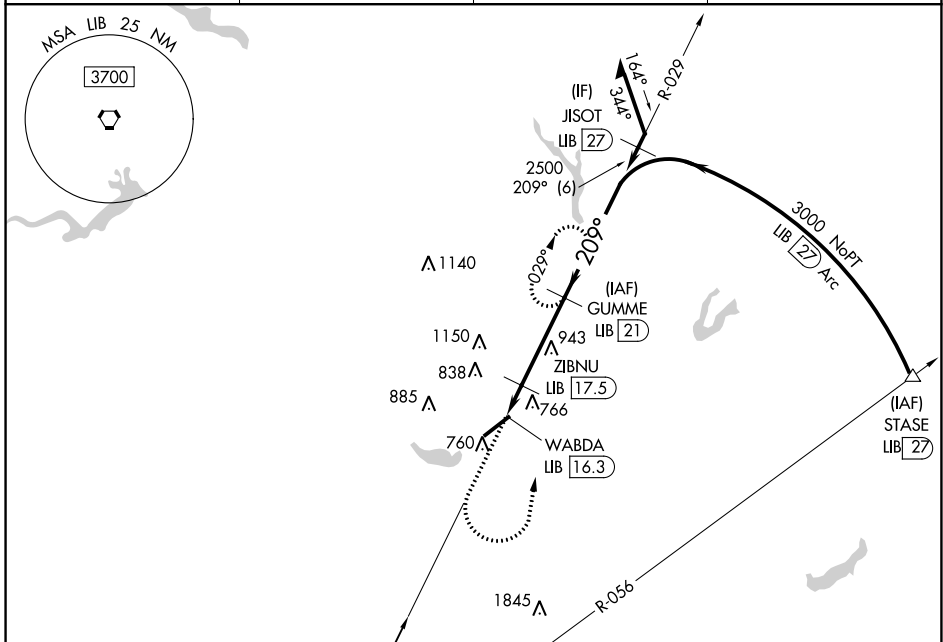 MSA LIB 25 NM
3700
164°
344°
R-029
(IF)
JISOT
LIB 27
2500
209° (6)
209°
3000 NoPT
LIB 27 Arc
029°
1140
(IAF)
GUMME
LIB 21
1150
943
838
ZIBNU
LIB 17.5
885
766
(IAF)
STASE
LIB 27
760
WABDA
LIB 16.3
R-056
1845